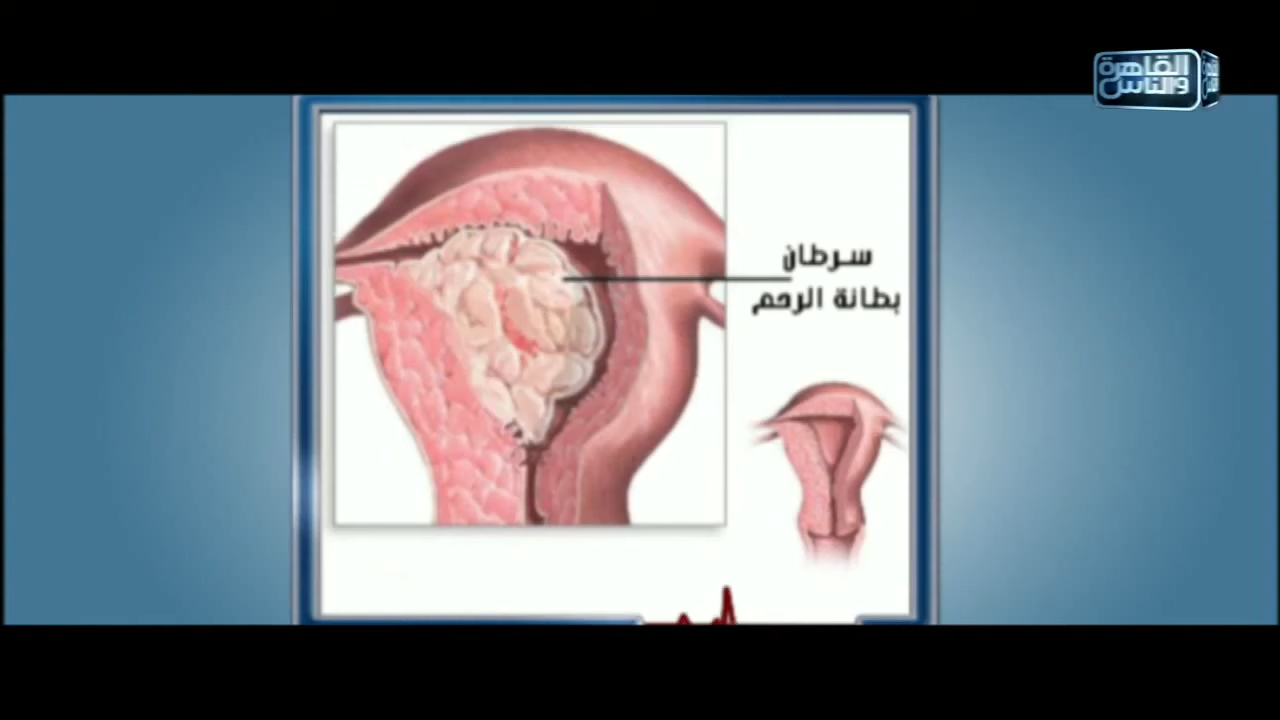 القاهرة
والناس
سرطان
بطانة الرحم